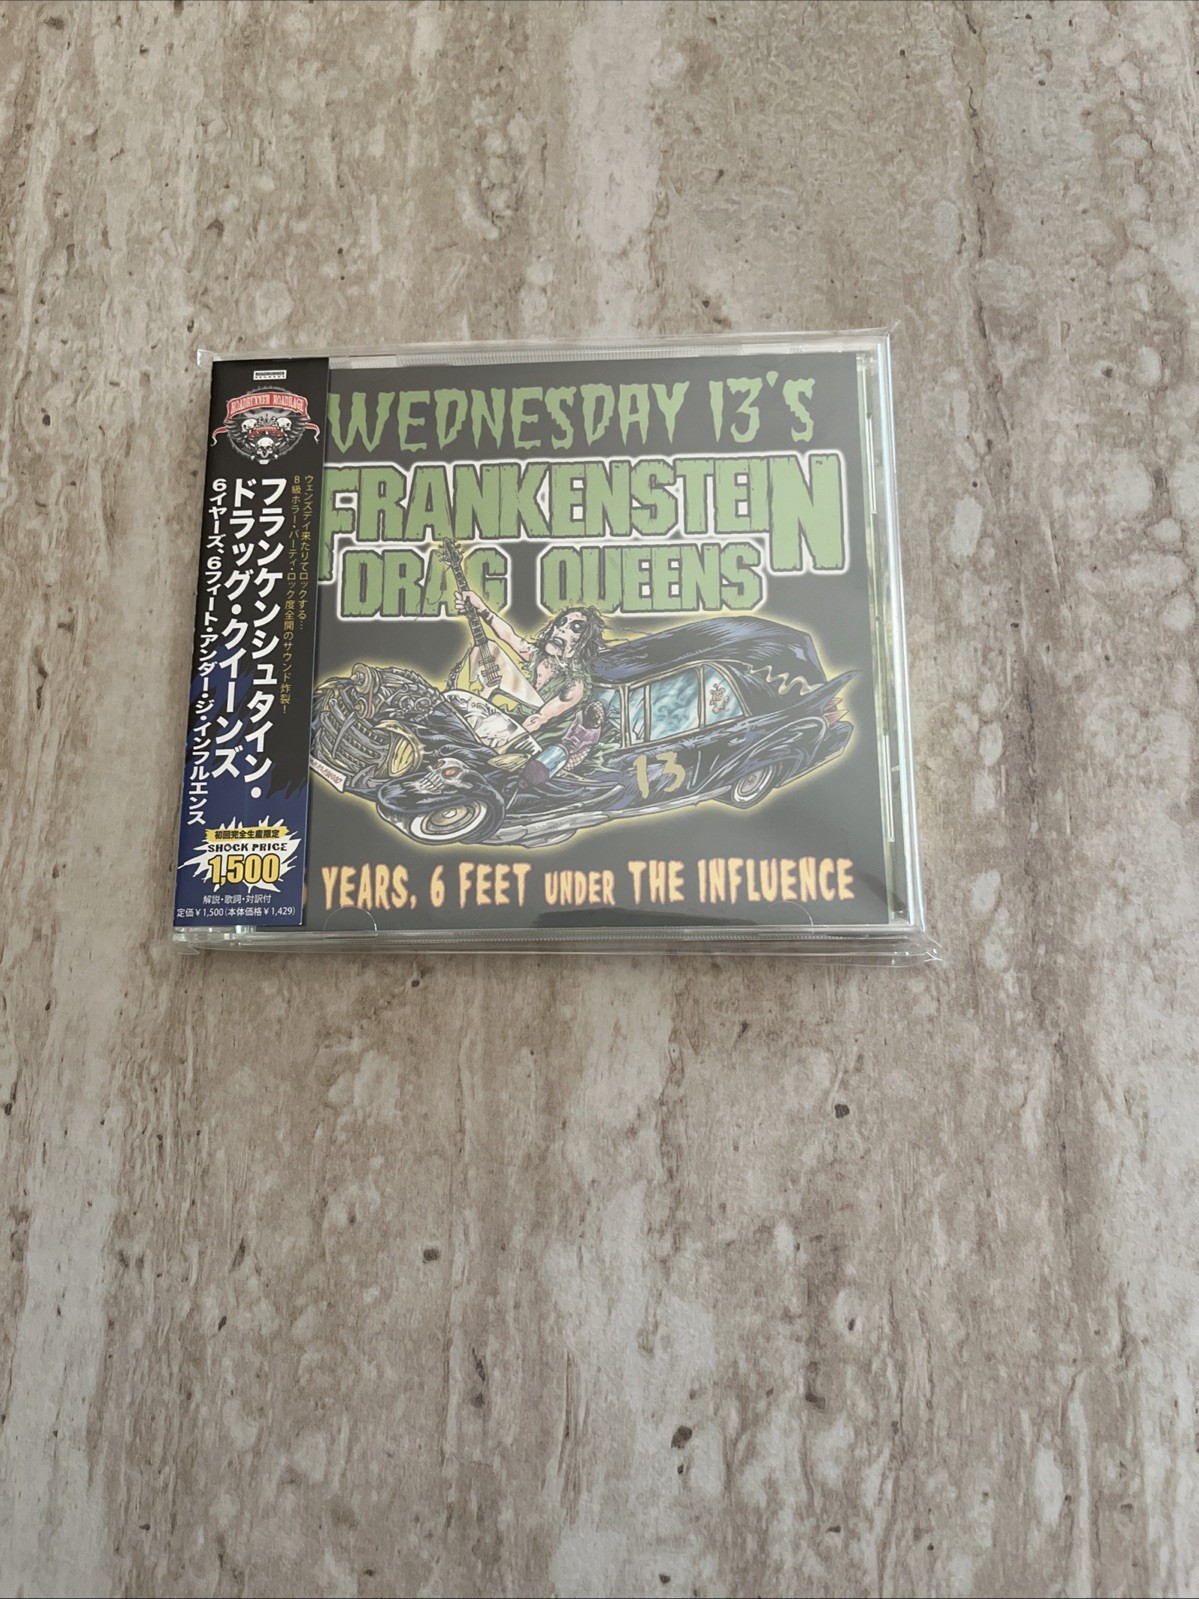 ROADRUNNER ROADRAGE
ウェンズデイ来たりてロックする…
B級ホラー・パーティ・ロック度全開のサウンド炸裂!
フランケンシュタイン・
ドラッグ・クイーンズ
6イヤーズ、6フィート・アンダー・ジ・インフルエンス
初回完全生産限定
SHOCK PRICE
1,500
解説・歌詞・対訳付
定価¥1,500(本体価格¥1,429)
WEDNESDAY 13'S
FRANKENSTEIN
DRAG QUEENS
13
YEARS, 6 FEET UNDER THE INFLUENCE